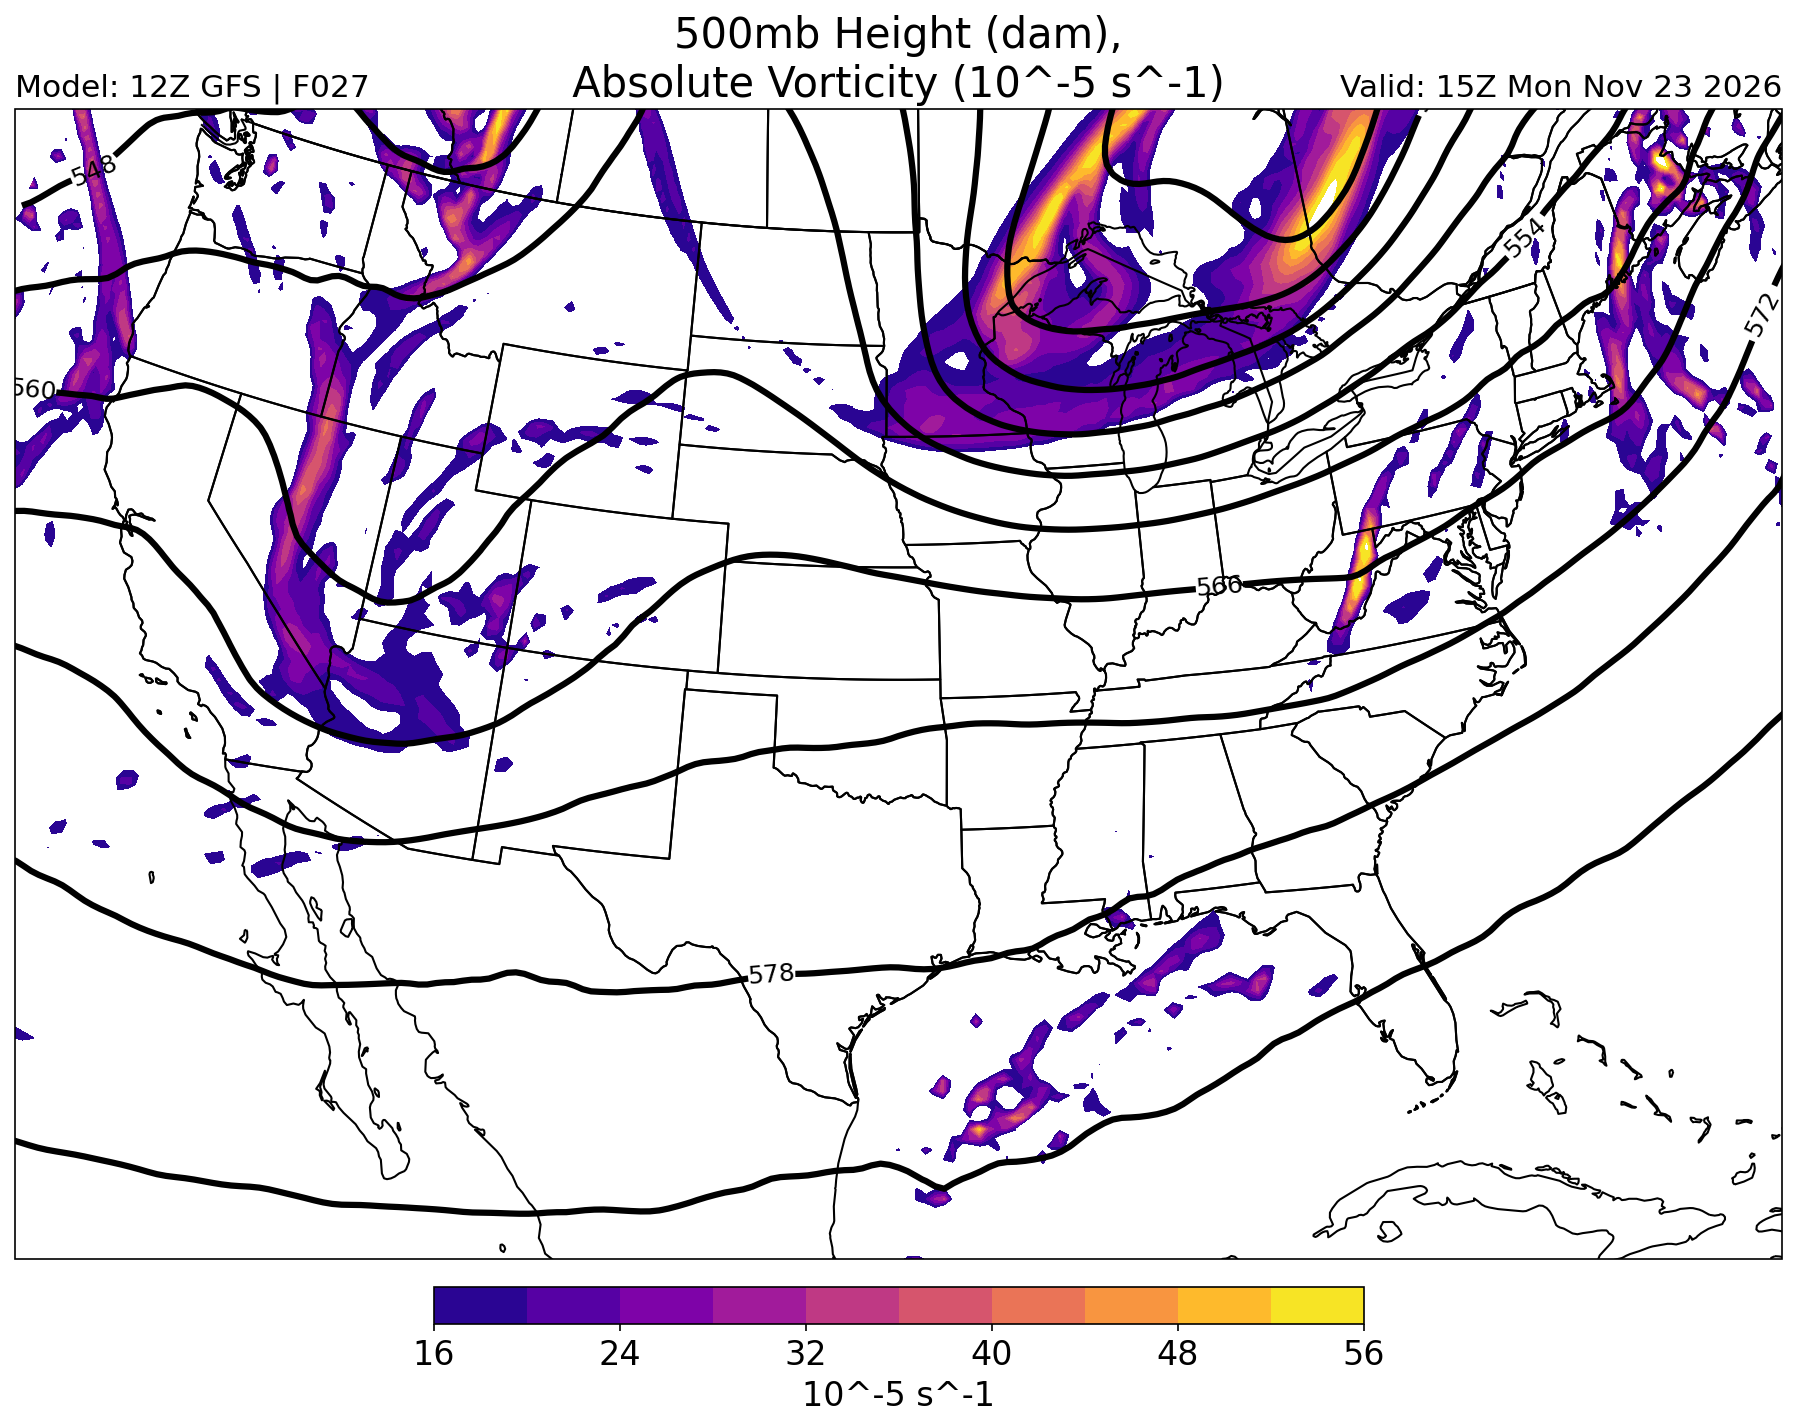 500mb Height (dam),
Model: 12Z GFS | F027
Absolute Vorticity (10^-5 s^-1)
Valid: 15Z Mon Nov 23 2026
548
554
572
560
566
578
16 24 32 40 48 56
10^-5 s^-1